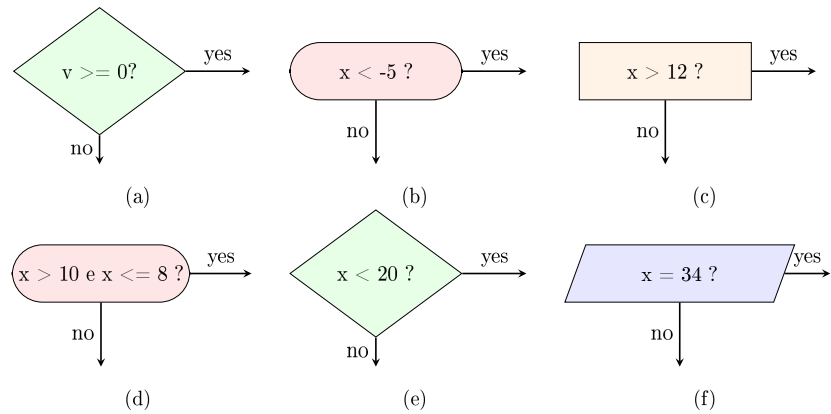 v >= 0?
yes
no
(a)
x < -5 ?
yes
no
(b)
x > 12 ?
yes
no
(c)
x > 10 e x <= 8 ?
yes
no
(d)
x < 20 ?
yes
no
(e)
x = 34 ?
yes
no
(f)